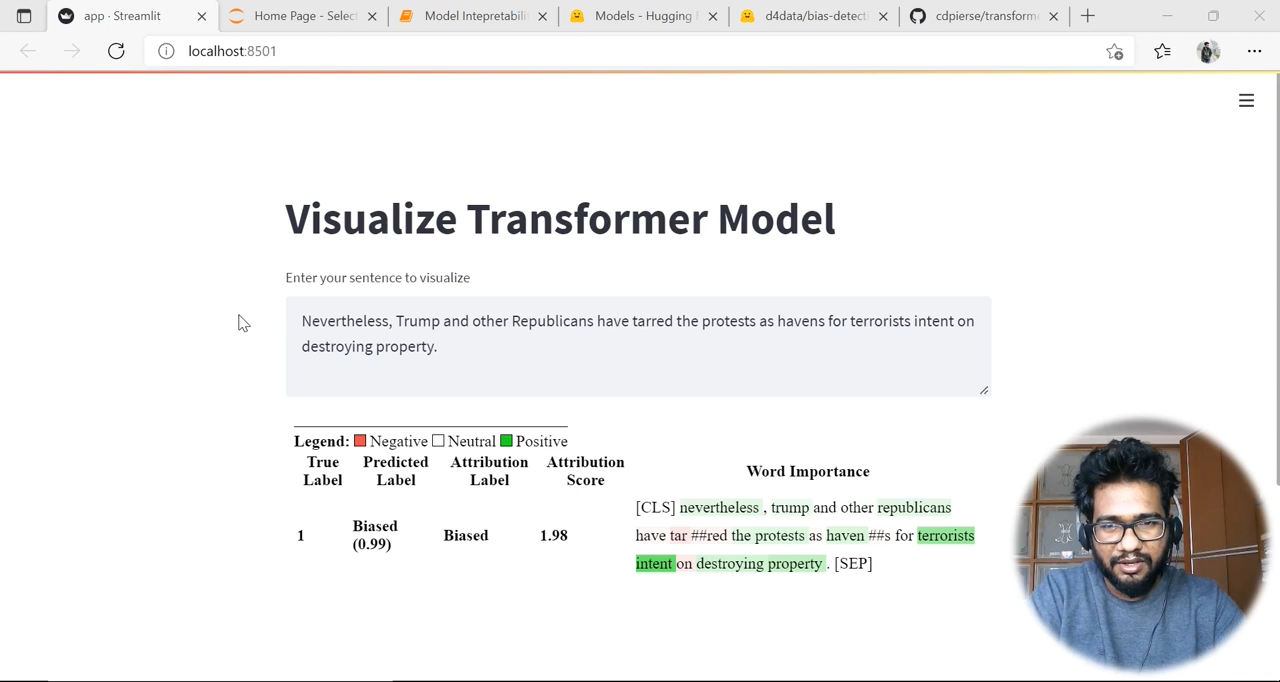 app · Streamlit
Home Page - Select
Model Intepretabili
Models - Hugging
d4data/bias-detect
cdpierse/transforme
localhost:8501
Visualize Transformer Model
Enter your sentence to visualize
Nevertheless, Trump and other Republicans have tarred the protests as havens for terrorists intent on
destroying property.
Legend: Negative Neutral Positive
True Label Predicted Label Attribution Label Attribution Score Word Importance
1 Biased (0.99) Biased 1.98
[CLS] nevertheless , trump and other republicans
have tar ##red the protests as haven ##s for terrorists
intent on destroying property . [SEP]